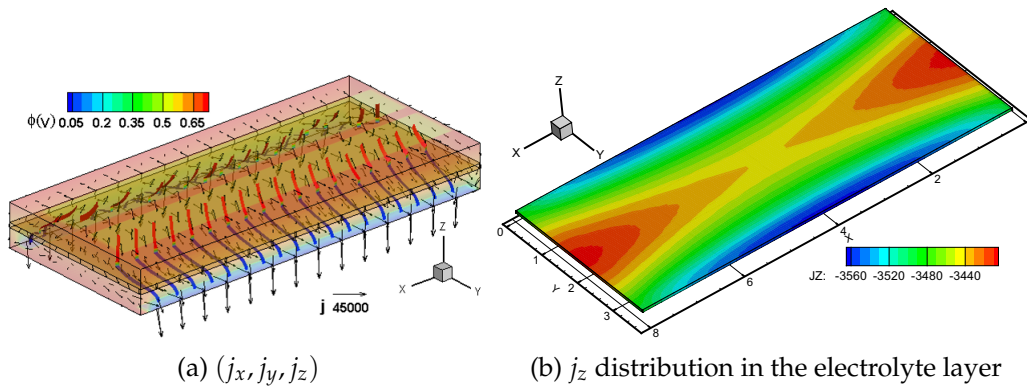 ϕ(V) 0.05 0.2 0.35 0.5 0.65
Z
X Y
j 45000
(a) (jx, jy, jz)
Z
X Y
0
1
Y
2
3
2
4
X
6
8
JZ: -3560 -3520 -3480 -3440
(b) jz distribution in the electrolyte layer